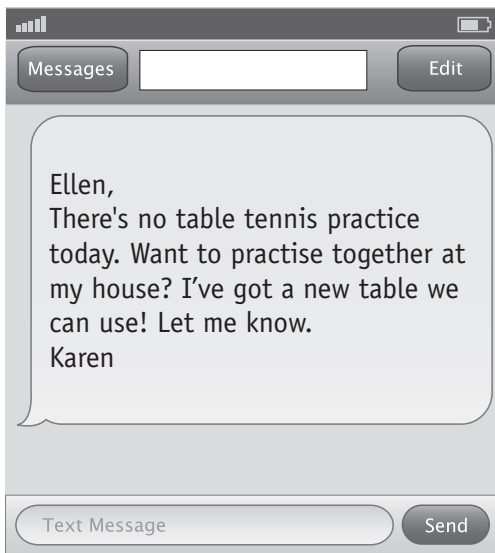 Messages
Edit
Ellen,
There's no table tennis practice
today. Want to practise together at
my house? I've got a new table we
can use! Let me know.
Karen
Text Message
Send